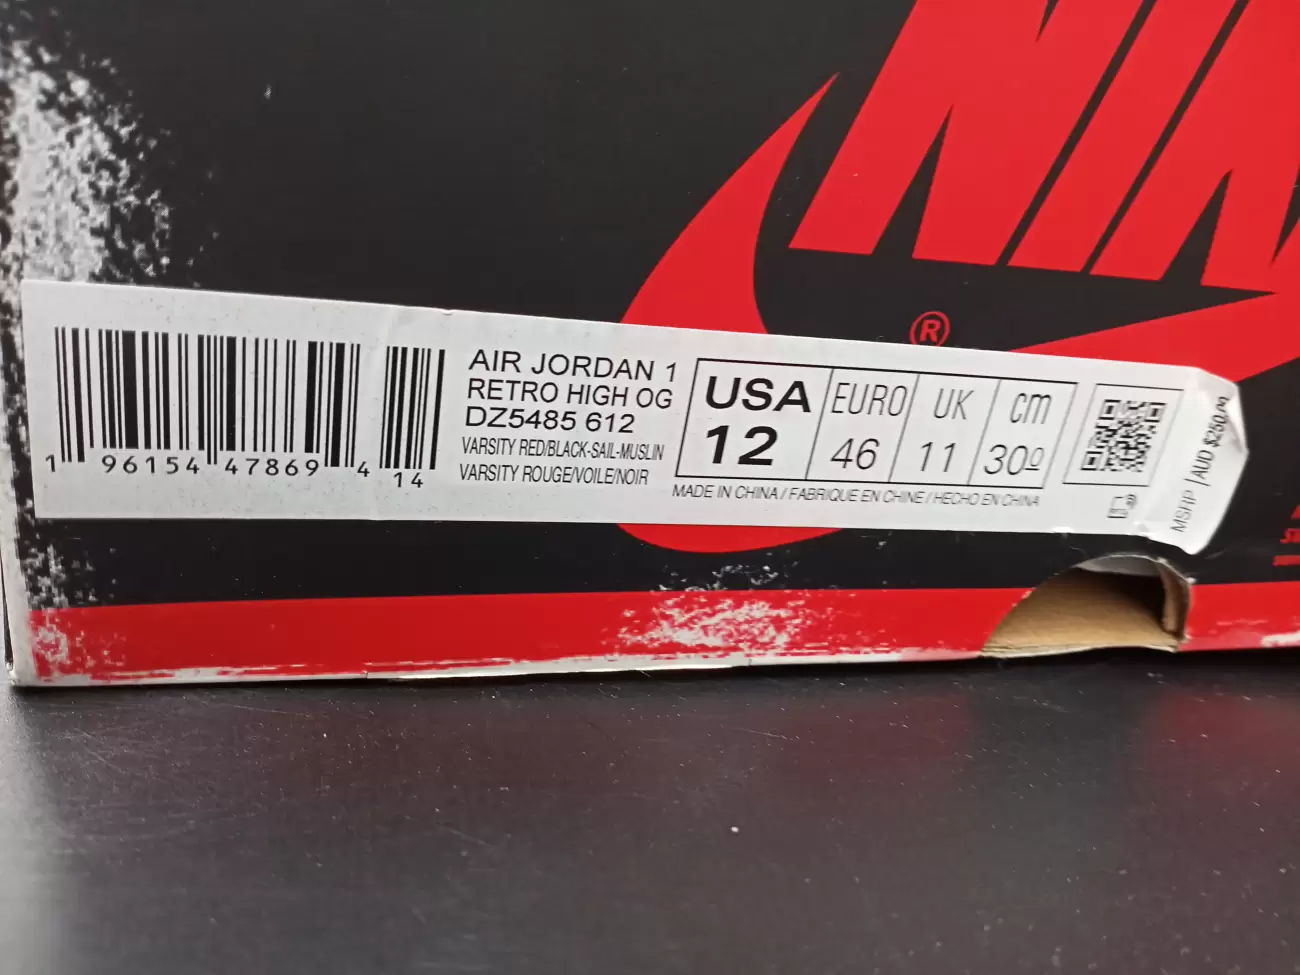 NIK
®
AIR JORDAN 1
RETRO HIGH OG
DZ5485 612
VARSITY RED/BLACK-SAIL-MUSLIN
VARSITY ROUGE/VOILE/NOIR
1 96154 47869 4 14
USA
12
EURO
46
UK
11
cm
30º
MADE IN CHINA / FABRIQUE EN CHINE / HECHO EN CHINA
MSRP |AUD $250